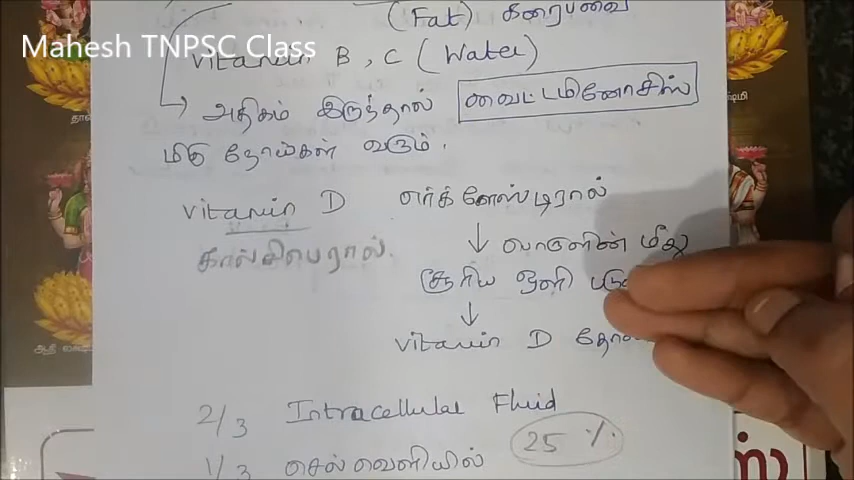 Mahesh TNPSC Class
(Fat) கரைபவை
Vitamin B, C (Water)
அதிகம் இருந்தால் வைட்டமினோசிஸ்
மிகு நோய்கள் வரும்.
Vitamin D எர்க்னேஸ்டிரால்
கால்சிபெரால்.
↓ பொருளின் மீது
சூரிய ஒளி
↓
Vitamin D
2/3 Intracellular Fluid
1/3 செல்வெளியில் 25 %